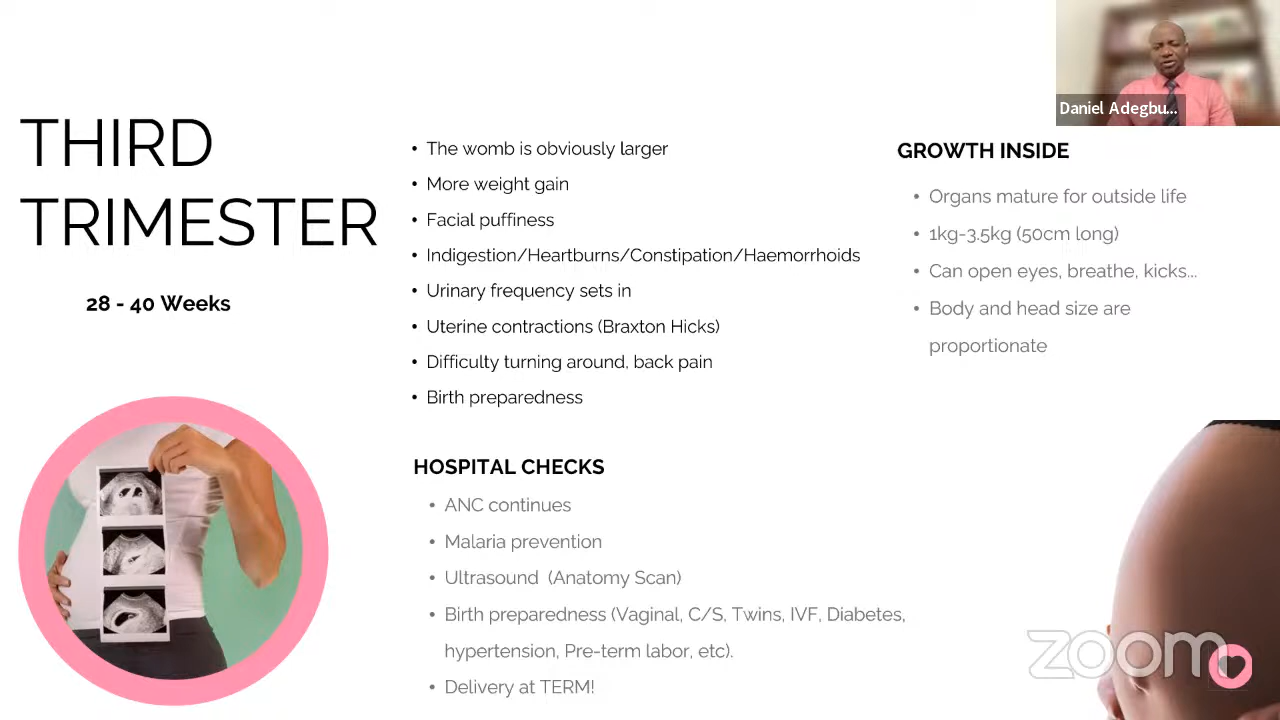 Daniel Adegbu...
THIRD
TRIMESTER
28 - 40 Weeks
• The womb is obviously larger
• More weight gain
• Facial puffiness
• Indigestion/Heartburns/Constipation/Haemorrhoids
• Urinary frequency sets in
• Uterine contractions (Braxton Hicks)
• Difficulty turning around, back pain
• Birth preparedness
GROWTH INSIDE
• Organs mature for outside life
• 1kg-3.5kg (50cm long)
• Can open eyes, breathe, kicks...
• Body and head size are
proportionate
HOSPITAL CHECKS
• ANC continues
• Malaria prevention
• Ultrasound (Anatomy Scan)
• Birth preparedness (Vaginal, C/S, Twins, IVF, Diabetes,
hypertension, Pre-term labor, etc).
• Delivery at TERM!
zoom